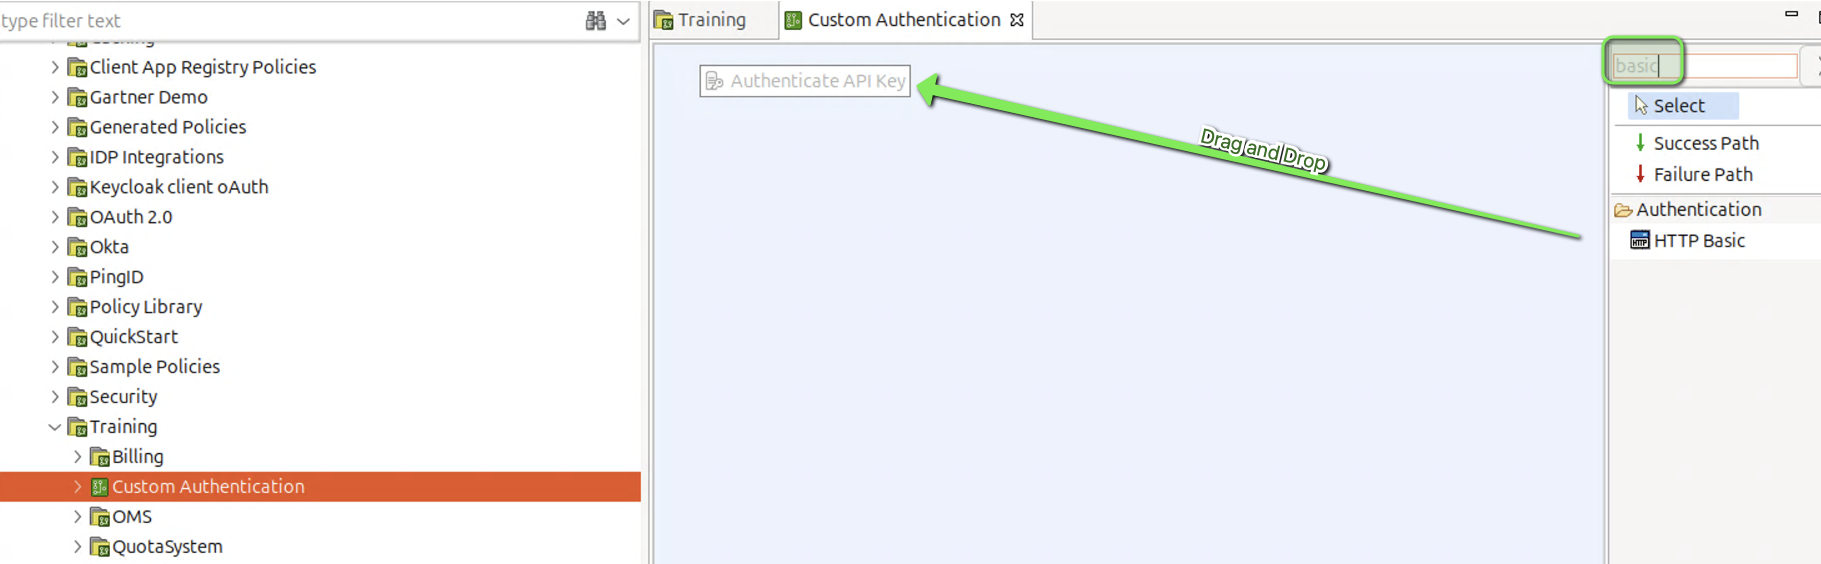 type filter text
Caching
Client App Registry Policies
Gartner Demo
Generated Policies
IDP Integrations
Keycloak client oAuth
OAuth 2.0
Okta
PingID
Policy Library
QuickStart
Sample Policies
Security
Training
Billing
Custom Authentication
OMS
QuotaSystem
Training
Custom Authentication
Authenticate API Key
Drag and Drop
basic
Select
Success Path
Failure Path
Authentication
HTTP Basic